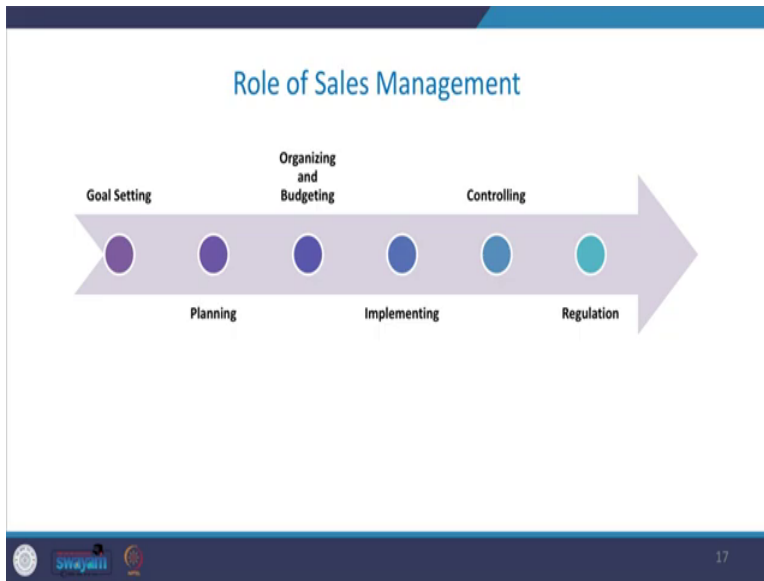 Role of Sales Management
Goal Setting
Planning
Organizing
and
Budgeting
Implementing
Controlling
Regulation
swayam
17